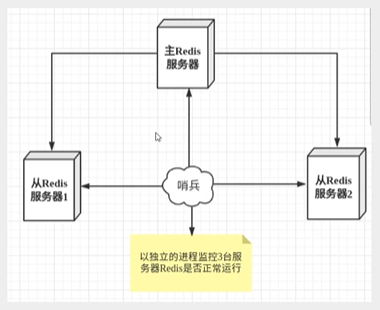 主Redis
服务器
从Redis
服务器1
哨兵
从Redis
服务器2
以独立的进程监控3台服
务器Redis是否正常运行